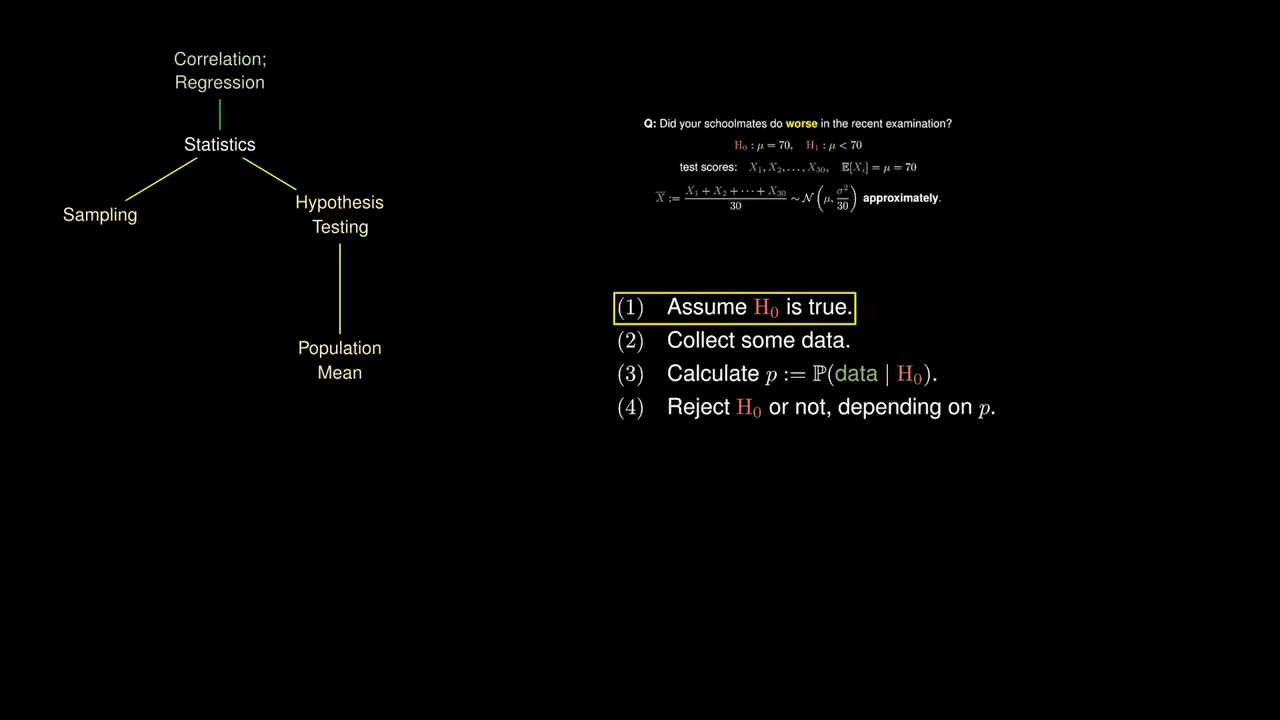 Correlation;
Regression
Statistics
Sampling
Hypothesis
Testing
Population
Mean
Q: Did your schoolmates do worse in the recent examination?
H₀ : μ = 70, H₁ : μ < 70
test scores: X₁, X₂, . . . , X₃₀, 𝔼[Xᵢ] = μ = 70
X̅ := (X₁ + X₂ + ··· + X₃₀)/30 ∼ 𝒩(μ, σ²/30) approximately.
(1) Assume H₀ is true.
(2) Collect some data.
(3) Calculate p := ℙ(data | H₀).
(4) Reject H₀ or not, depending on p.